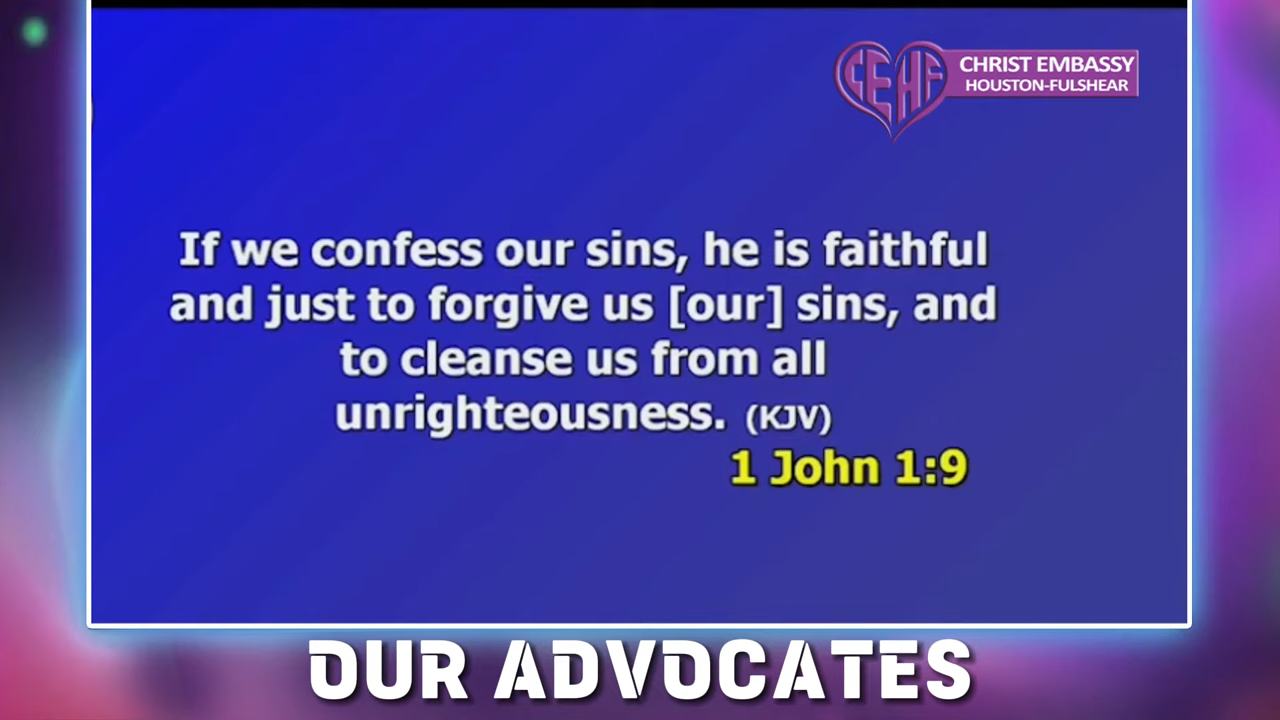 CEHF
CHRIST EMBASSY
HOUSTON-FULSHEAR
If we confess our sins, he is faithful
and just to forgive us [our] sins, and
to cleanse us from all
unrighteousness. (KJV)
1 John 1:9
OUR ADVOCATES